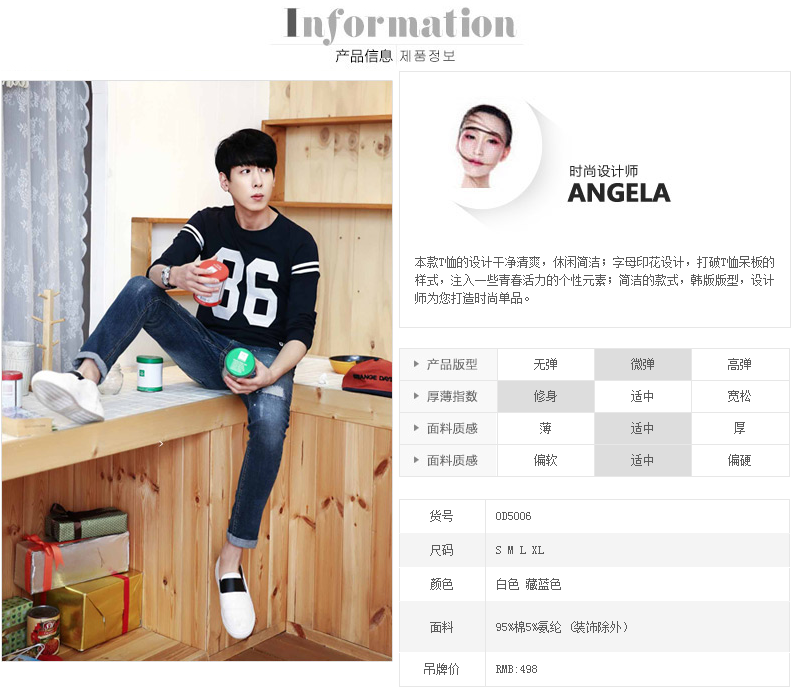 Information
产品信息 제품정보
时尚设计师
ANGELA
本款T恤的设计干净清爽，休闲简洁；字母印花设计，打破T恤呆板的
样式，注入一些青春活力的个性元素；简洁的款式，韩版版型，设计
师为您打造时尚单品。
86
ORANGE DAYS
产品版型 无弹 微弹 高弹
厚薄指数 修身 适中 宽松
面料质感 薄 适中 厚
面料质感 偏软 适中 偏硬
货号 OD5006
尺码 S M L XL
颜色 白色 藏蓝色
面料 95%棉5%氨纶（装饰除外）
吊牌价 RMB:498